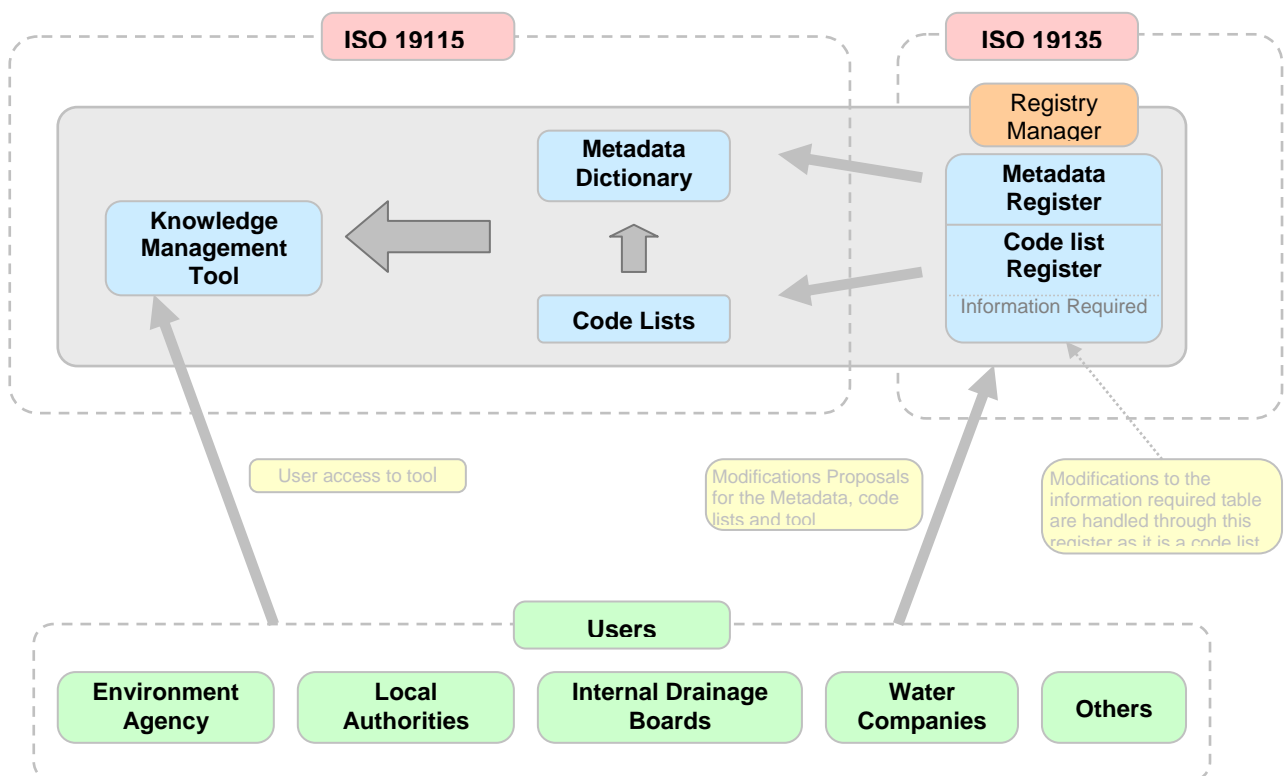 ISO 19115
ISO 19135
Registry
Manager
Metadata
Dictionary
Metadata
Register
Knowledge
Management
Tool
Code list
Register
Information Required
Code Lists
User access to tool
Modifications Proposals
for the Metadata, code
lists and tool
Modifications to the
information required table
are handled through this
register as it is a code list
Users
Environment
Agency
Local
Authorities
Internal Drainage
Boards
Water
Companies
Others